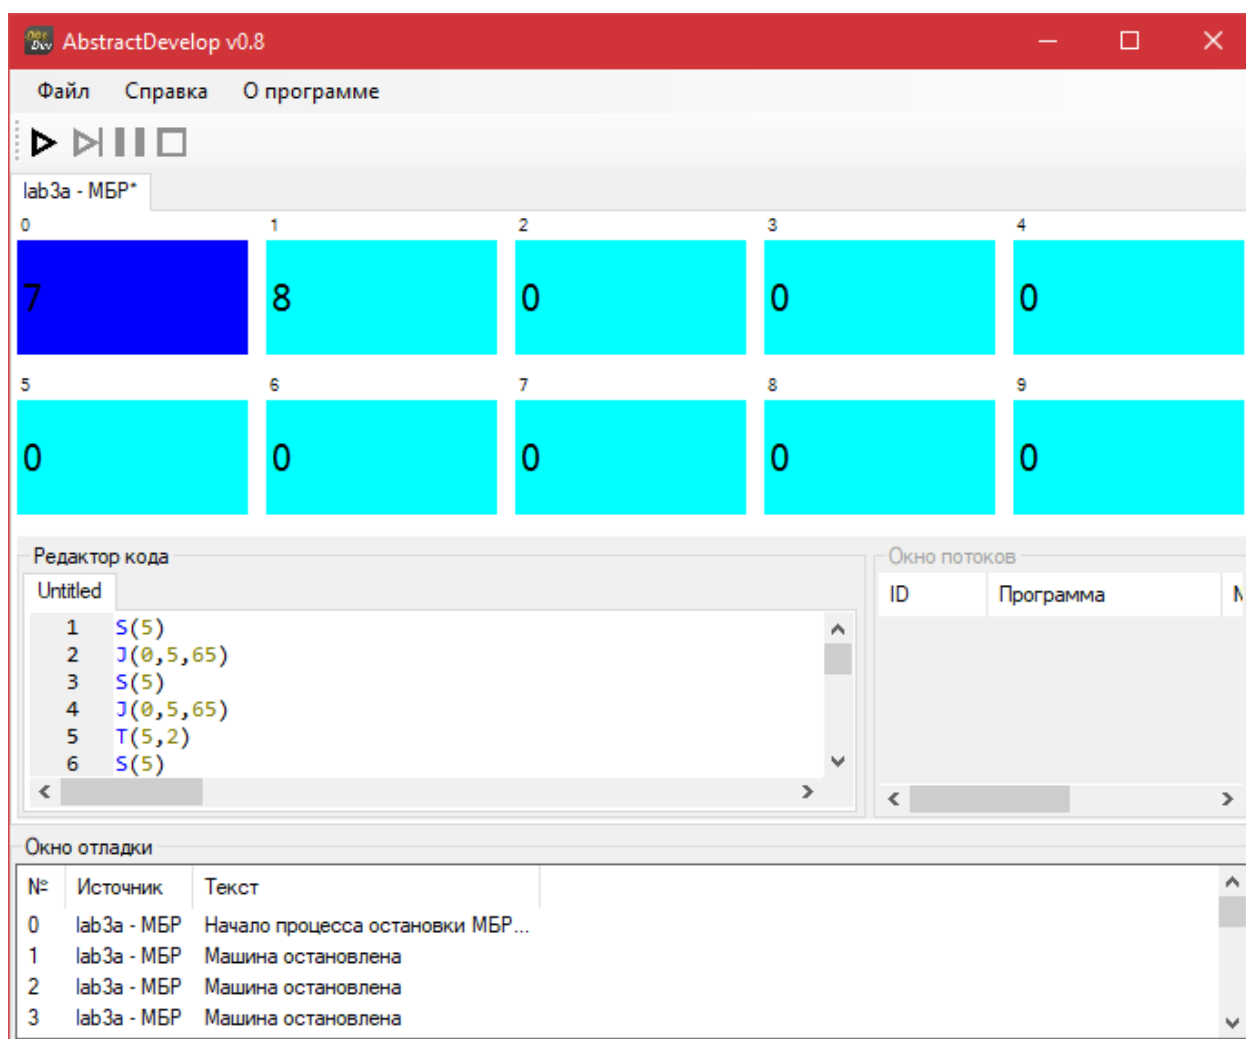 AbstractDevelop v0.8
Файл Справка О программе
lab3a - МБР*
0 1 2 3 4
7 8 0 0 0
5 6 7 8 9
0 0 0 0 0
Редактор кода
Untitled
1 S(5)
2 J(0,5,65)
3 S(5)
4 J(0,5,65)
5 T(5,2)
6 S(5)
Окно потоков
ID Программа
Окно отладки
№ Источник Текст
0 lab3a - МБР Начало процесса остановки МБР...
1 lab3a - МБР Машина остановлена
2 lab3a - МБР Машина остановлена
3 lab3a - МБР Машина остановлена